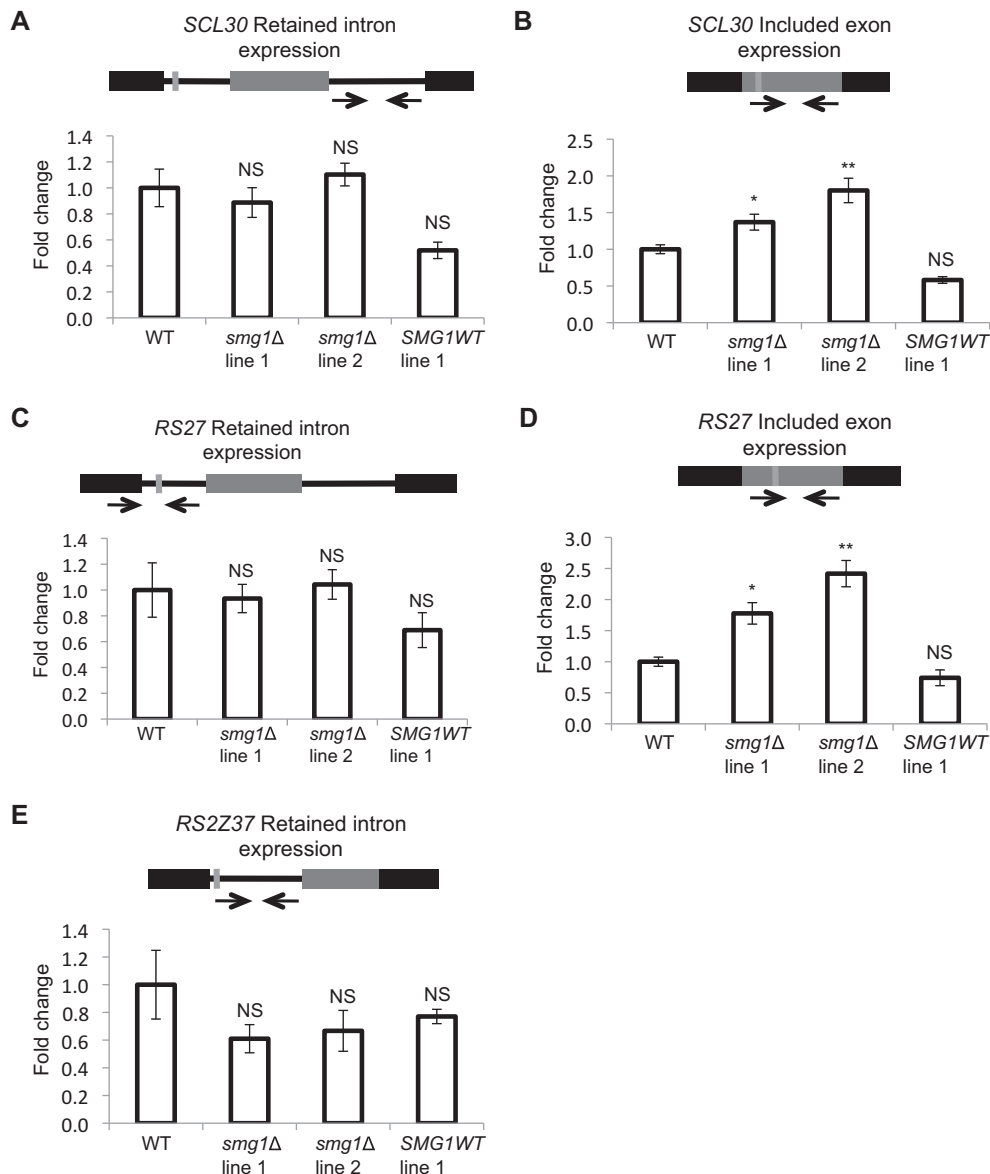 A
SCL30 Retained intron
expression
Fold change
1.4
1.2
1.0
0.8
0.6
0.4
0.2
0.0
NS
NS
NS
WT
smg1Δ
line 1
smg1Δ
line 2
SMG1WT
line 1
B
SCL30 Included exon
expression
Fold change
2.5
2.0
1.5
1.0
0.5
0.0
*
**
NS
WT
smg1Δ
line 1
smg1Δ
line 2
SMG1WT
line 1
C
RS27 Retained intron
expression
Fold change
1.4
1.2
1.0
0.8
0.6
0.4
0.2
0.0
NS
NS
NS
WT
smg1Δ
line 1
smg1Δ
line 2
SMG1WT
line 1
D
RS27 Included exon
expression
Fold change
3.0
2.5
2.0
1.5
1.0
0.5
0.0
*
**
NS
WT
smg1Δ
line 1
smg1Δ
line 2
SMG1WT
line 1
E
RS2Z37 Retained intron
expression
Fold change
1.4
1.2
1.0
0.8
0.6
0.4
0.2
0.0
NS
NS
NS
WT
smg1Δ
line 1
smg1Δ
line 2
SMG1WT
line 1